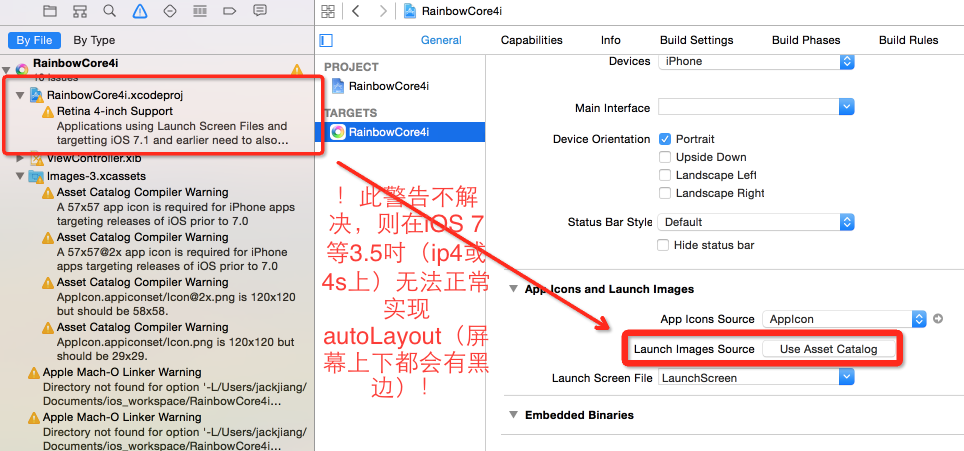 RainbowCore4i
By File
By Type
General
Capabilities
Info
Build Settings
Build Phases
Build Rules
RainbowCore4i
10 issues
RainbowCore4i.xcodeproj
Retina 4-inch Support
Applications using Launch Screen Files and
targetting iOS 7.1 and earlier need to also…
ViewController.xib
Images-3.xcassets
Asset Catalog Compiler Warning
A 57x57 app icon is required for iPhone apps
targeting releases of iOS prior to 7.0
Asset Catalog Compiler Warning
A 57x57@2x app icon is required for iPhone
apps targeting releases of iOS prior to 7.0
Asset Catalog Compiler Warning
AppIcon.appiconset/Icon@2x.png is 120x120
but should be 58x58.
Asset Catalog Compiler Warning
AppIcon.appiconset/Icon.png is 120x120 but
should be 29x29.
Apple Mach-O Linker Warning
Directory not found for option '-L/Users/jackjiang/
Documents/ios_workspace/RainbowCore4i…
Apple Mach-O Linker Warning
Directory not found for option '-L/Users/jackjiang/
Documents/ios_workspace/RainbowCore4i…
PROJECT
RainbowCore4i
TARGETS
RainbowCore4i
！此警告不解
决，则在iOS 7
等3.5吋（ip4或
4s上）无法正常
实现
autoLayout（屏
幕上下都会有黑
边）！
Devices
iPhone
Main Interface
Device Orientation
Portrait
Upside Down
Landscape Left
Landscape Right
Status Bar Style
Default
Hide status bar
App Icons and Launch Images
App Icons Source
AppIcon
Launch Images Source
Use Asset Catalog
Launch Screen File
LaunchScreen
Embedded Binaries